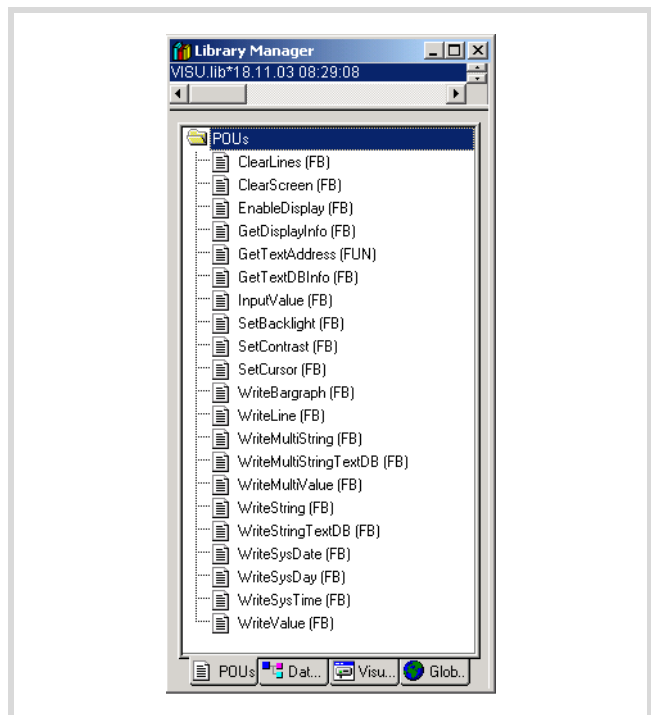 Library Manager
VISU.lib*18.11.03 08:29:08
POUs
ClearLines (FB)
ClearScreen (FB)
EnableDisplay (FB)
GetDisplayInfo (FB)
GetTextAddress (FUN)
GetTextDBInfo (FB)
InputValue (FB)
SetBacklight (FB)
SetContrast (FB)
SetCursor (FB)
WriteBargraph (FB)
WriteLine (FB)
WriteMultiString (FB)
WriteMultiStringTextDB (FB)
WriteMultiValue (FB)
WriteString (FB)
WriteStringTextDB (FB)
WriteSysDate (FB)
WriteSysDay (FB)
WriteSysTime (FB)
WriteValue (FB)
POUs Dat... Visu... Glob..